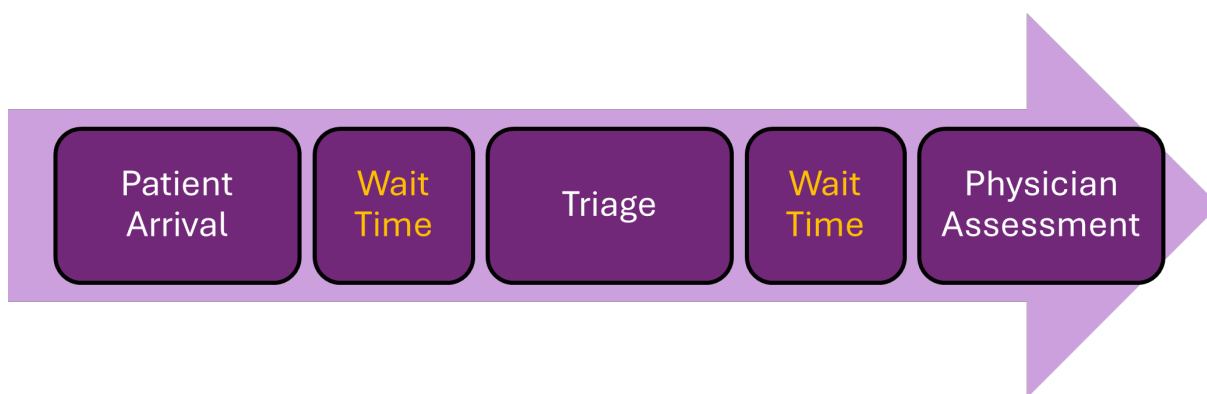 Patient
Arrival
Wait
Time
Triage
Wait
Time
Physician
Assessment